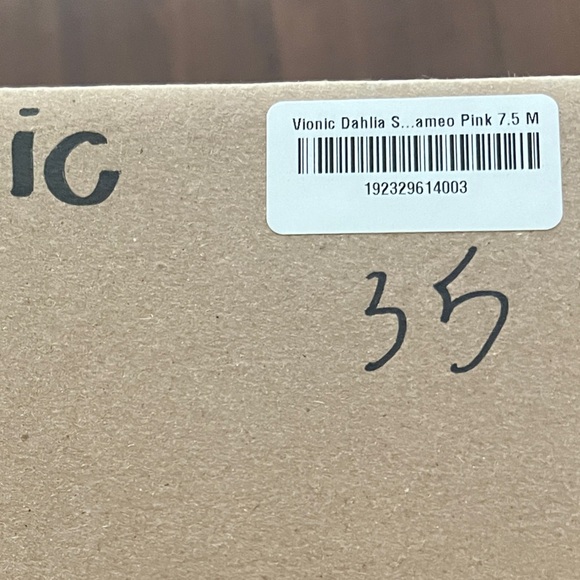 ic
Vionic Dahlia S...ameo Pink 7.5 M
192329614003
35